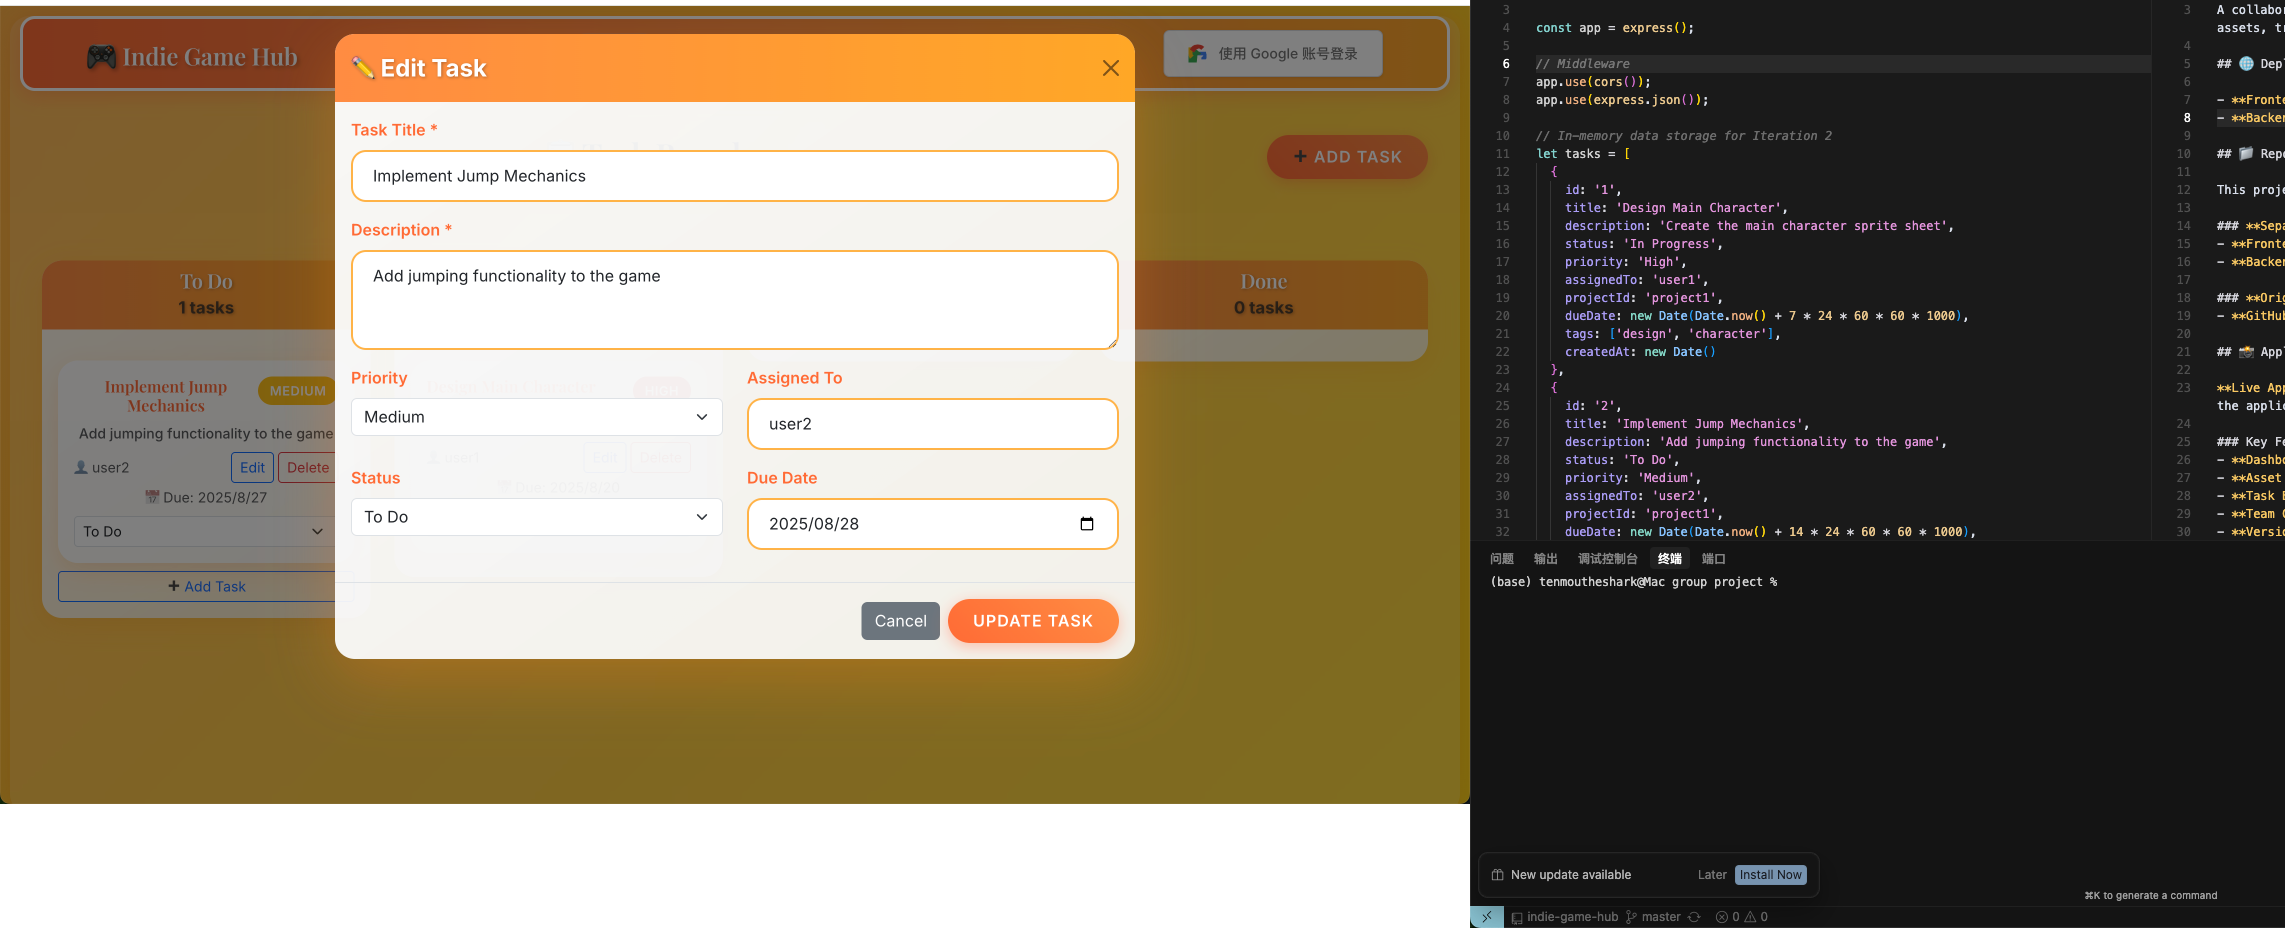 Indie Game Hub
使用 Google 账号登录
Edit Task
Task Title *
Implement Jump Mechanics
Description *
Add jumping functionality to the game
Priority
Medium
Assigned To
user2
Status
To Do
Due Date
2025/08/28
Cancel
UPDATE TASK
+ ADD TASK
To Do
1 tasks
Implement Jump
Mechanics
MEDIUM
Add jumping functionality to the game
user2
Edit
Delete
Due: 2025/8/27
To Do
+ Add Task
Done
0 tasks
3
4 const app = express();
5
6 // Middleware
7 app.use(cors());
8 app.use(express.json());
9
10 // In-memory data storage for Iteration 2
11 let tasks = [
12 {
13 id: '1',
14 title: 'Design Main Character',
15 description: 'Create the main character sprite sheet',
16 status: 'In Progress',
17 priority: 'High',
18 assignedTo: 'user1',
19 projectId: 'project1',
20 dueDate: new Date(Date.now() + 7 * 24 * 60 * 60 * 1000),
21 tags: ['design', 'character'],
22 createdAt: new Date()
23 },
24 {
25 id: '2',
26 title: 'Implement Jump Mechanics',
27 description: 'Add jumping functionality to the game',
28 status: 'To Do',
29 priority: 'Medium',
30 assignedTo: 'user2',
31 projectId: 'project1',
32 dueDate: new Date(Date.now() + 14 * 24 * 60 * 60 * 1000),
3 A collabor
assets, tr
4
5 ## Depl
6
7 - **Fronte
8 - **Backen
9
10 ## Repo
11
12 This proje
13
14 ### **Sepa
15 - **Fronte
16 - **Backen
17
18 ### **Orig
19 - **GitHub
20
21 ## App
22
23 **Live App
the applic
24
25 ### Key Fe
26 - **Dashbo
27 - **Asset
28 - **Task B
29 - **Team C
30 - **Versio
问题 输出 调试控制台 终端 端口
(base) tenmoutheshark@Mac group project %
New update available
Later
Install Now
⌘K to generate a command
indie-game-hub master 0 0